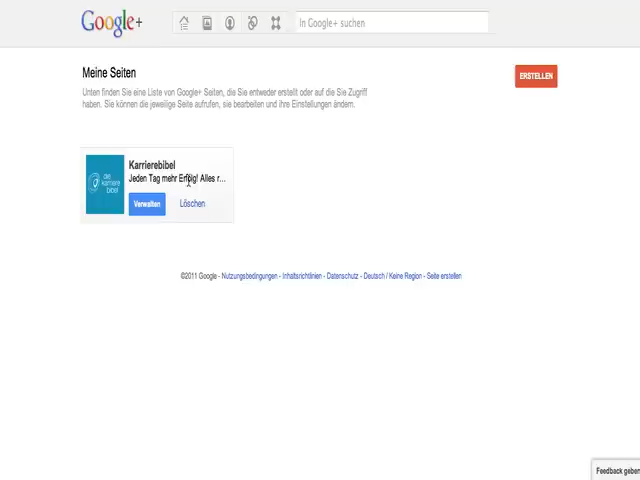 Google+
In Google+ suchen
Meine Seiten
ERSTELLEN
Unten finden Sie eine Liste von Google+ Seiten, die Sie entweder erstellt oder auf die Sie Zugriff
haben. Sie können die jeweilige Seite aufrufen, sie bearbeiten und ihre Einstellungen ändern.
die
karriere
bibel
Karrierebibel
Jeden Tag mehr Erfolg! Alles r...
Verwalten
Löschen
©2011 Google - Nutzungsbedingungen - Inhaltsrichtlinien - Datenschutz - Deutsch / Keine Region - Seite erstellen
Feedback geben